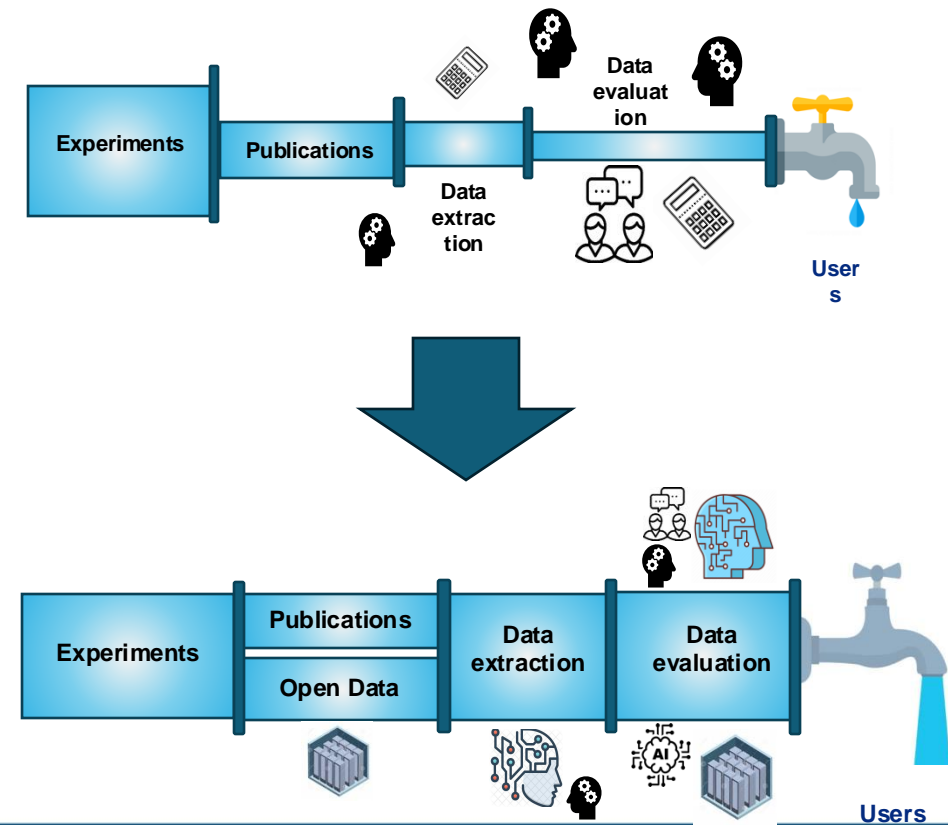 Experiments
Publications
Data
extrac
tion
Data
evaluat
ion
User
s
Experiments
Publications
Open Data
Data
extraction
Data
evaluation
AI
Users